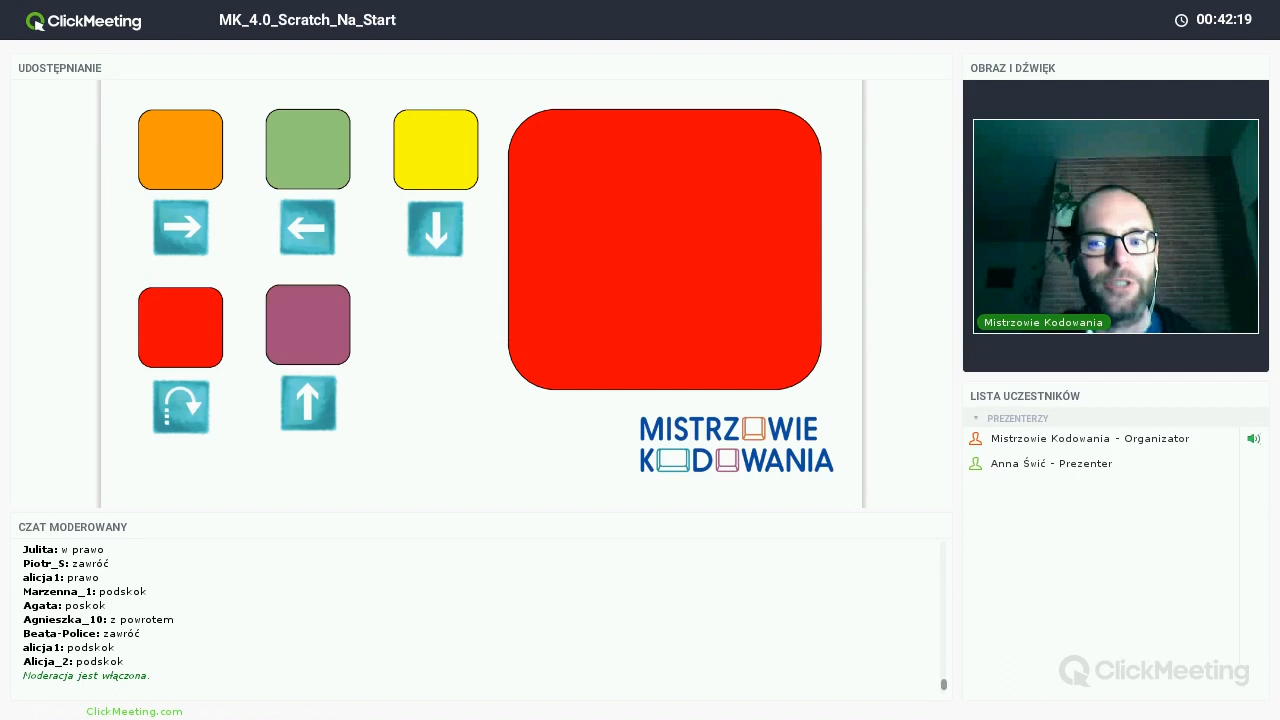 ClickMeeting
MK_4.0_Scratch_Na_Start
00:42:19
UDOSTĘPNIANIE
MISTRZOWIE
KODOWANIA
CZAT MODEROWANY
Julita: w prawo
Piotr_S: zawróć
alicja1: prawo
Marzenna_1: podskok
Agata: poskok
Agnieszka_10: z powrotem
Beata-Police: zawróć
alicja1: podskok
Alicja_2: podskok
Moderacja jest włączona.
ClickMeeting.com
OBRAZ I DŹWIĘK
Mistrzowie Kodowania
LISTA UCZESTNIKÓW
PREZENTERZY
Mistrzowie Kodowania - Organizator
Anna Świć - Prezenter
ClickMeeting